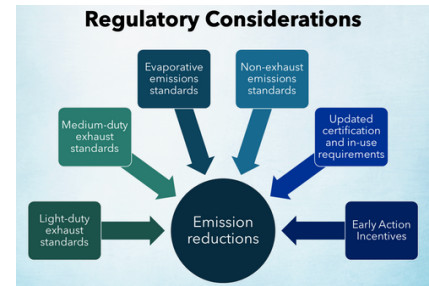 Regulatory Considerations
Evaporative
emissions
standards
Non-exhaust
emissions
standards
Medium-duty
exhaust
standards
Updated
certification
and in-use
requirements
Light-duty
exhaust
standards
Emission
reductions
Early Action
Incentives